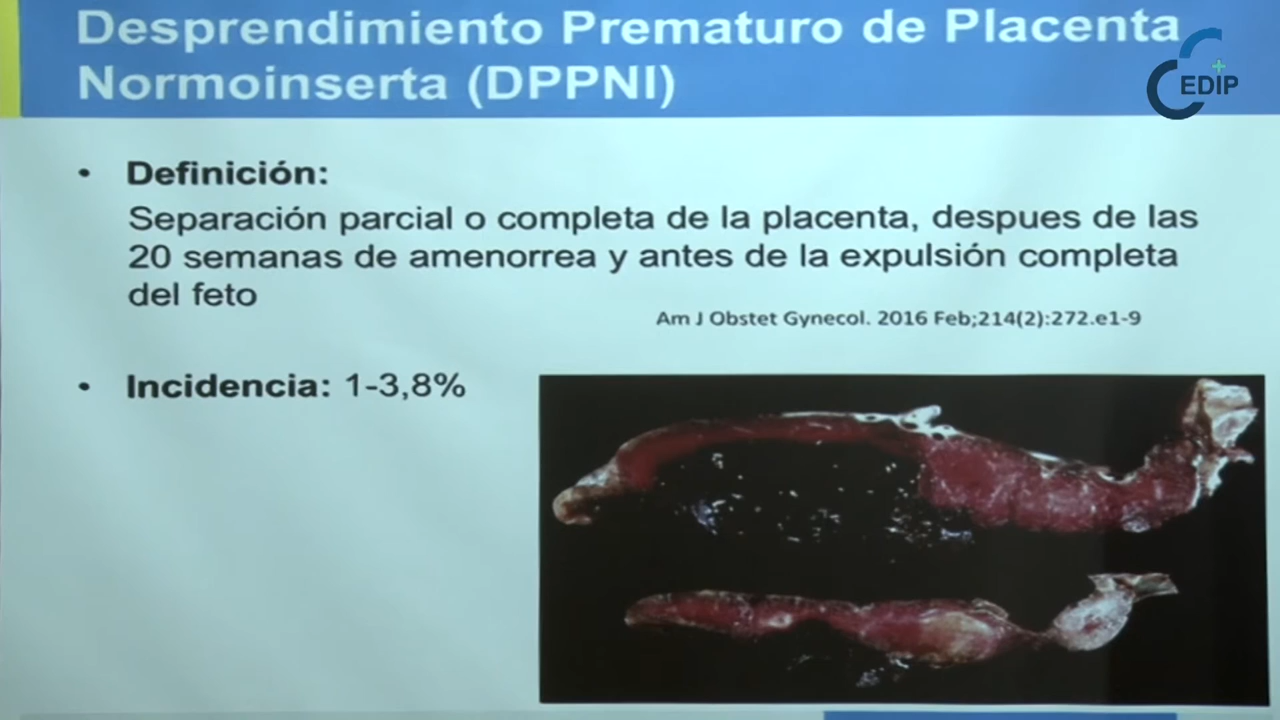 Desprendimiento Prematuro de Placenta
Normoinserta (DPPNI)
EDIP
• Definición:
Separación parcial o completa de la placenta, despues de las
20 semanas de amenorrea y antes de la expulsión completa
del feto
Am J Obstet Gynecol. 2016 Feb;214(2):272.e1-9
• Incidencia: 1-3,8%